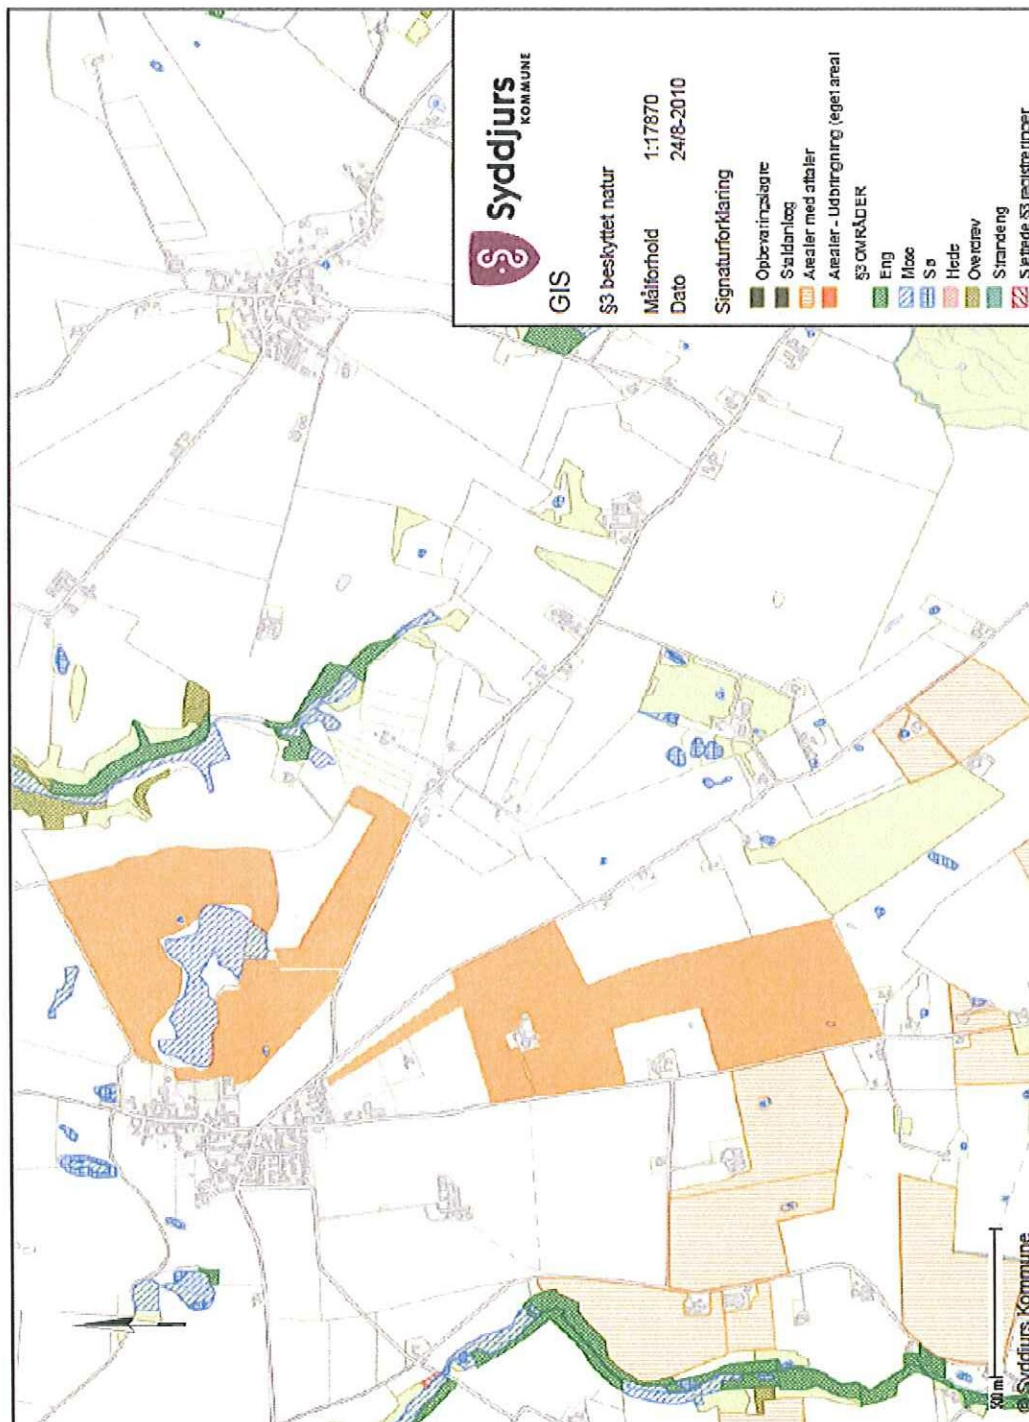 Syddjurs
KOMMUNE
GIS
§3 beskyttet natur
Målforhold 1:17870
Dato 24/8-2010
Signaturforklaring
Opbevaringslagre
Staldanlæg
Arealer med aftaler
Arealer - Udbringning (eget areal
§3 OMRÅDER
Eng
Mose
Sø
Hede
Overdrev
Strandeng
Slettede §3 registreringer
500 m
© Syddjurs Kommune